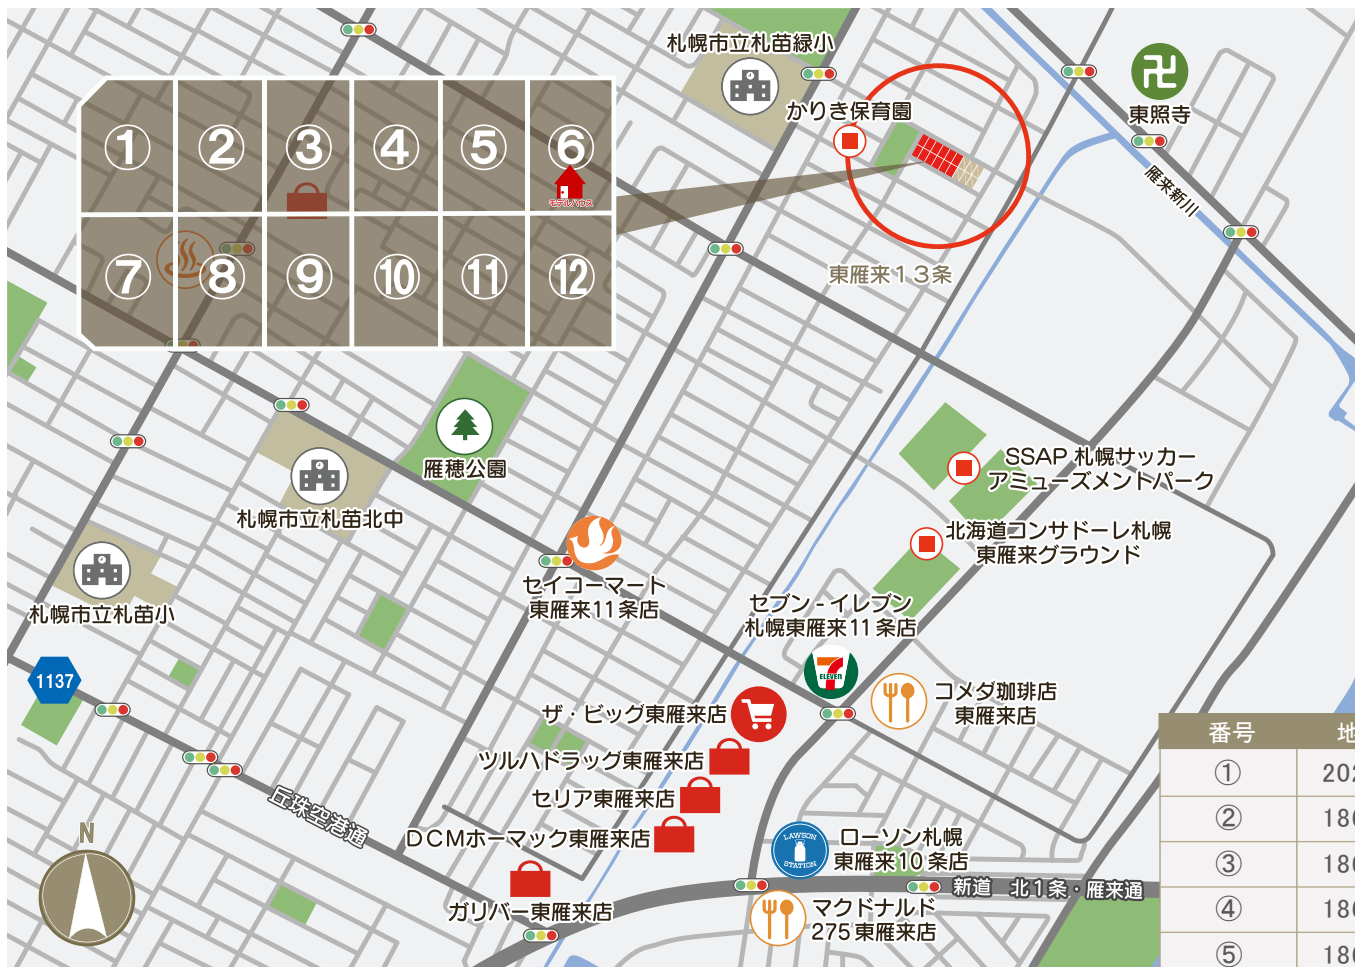 札幌市立札苗緑小
かりき保育園
東照寺
雁来新川
①
②
③
④
⑤
⑥
モデルハウス
⑦
⑧
⑨
⑩
⑪
⑫
東雁来13条
雁穂公園
札幌市立札苗北中
札幌市立札苗小
SSAP 札幌サッカー
アミューズメントパーク
北海道コンサドーレ札幌
東雁来グラウンド
セイコーマート
東雁来11条店
セブン-イレブン
札幌東雁来11条店
7
ELEVEN
1137
コメダ珈琲店
東雁来店
ザ・ビッグ東雁来店
ツルハドラッグ東雁来店
セリア東雁来店
DCMホーマック東雁来店
丘珠空港通
N
LAWSON
STATION
ローソン札幌
東雁来10条店
新道 北1条・雁来通
ガリバー東雁来店
マクドナルド
275東雁来店
番号
①
②
③
④
⑤